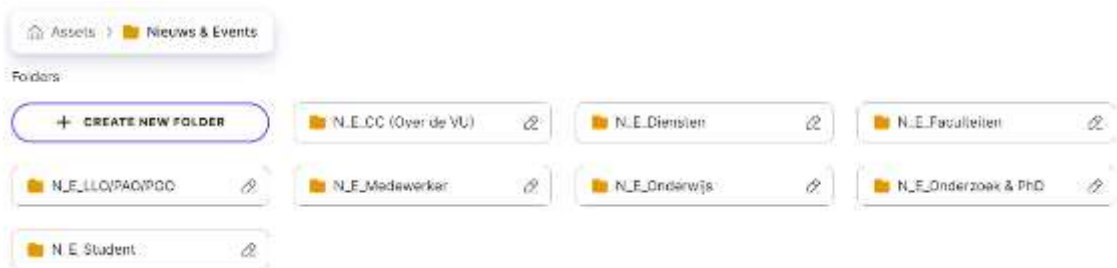 Assets > Nieuws & Events
Folders
+ CREATE NEW FOLDER
N_E_CC (Over de VU)
N_E_Diensten
N_E_Faculteiten
N_E_LLO/PAO/PGO
N_E_Medewerker
N_E_Onderwijs
N_E_Onderzoek & PhD
N_E_Student